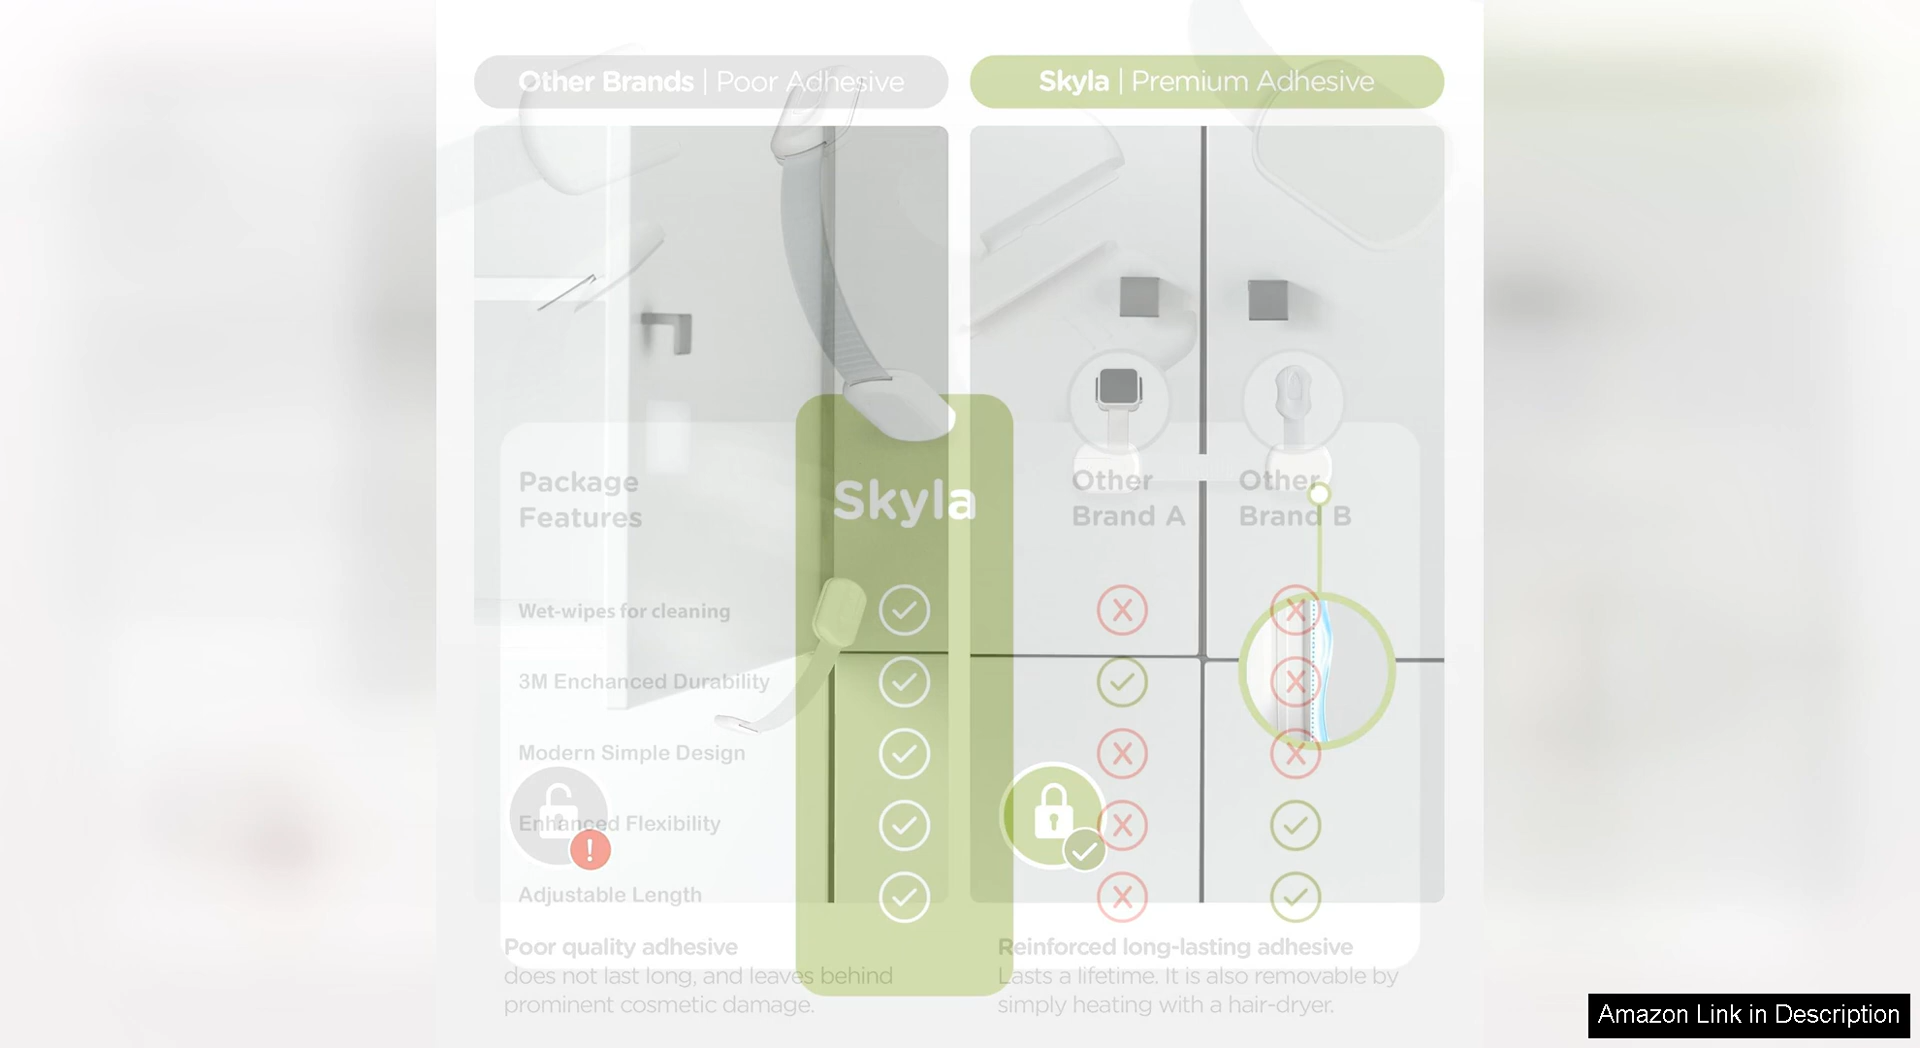 Other Brands | Poor Adhesive
Skyla | Premium Adhesive
Package
Features
Skyla
Other
Brand A
Other
Brand B
Wet-wipes for cleaning
3M Enchanced Durability
Modern Simple Design
Enhanced Flexibility
Adjustable Length
Poor quality adhesive
does not last long, and leaves behind
prominent cosmetic damage.
Reinforced long-lasting adhesive
Lasts a lifetime. It is also removable by
simply heating with a hair-dryer.
Amazon Link in Description